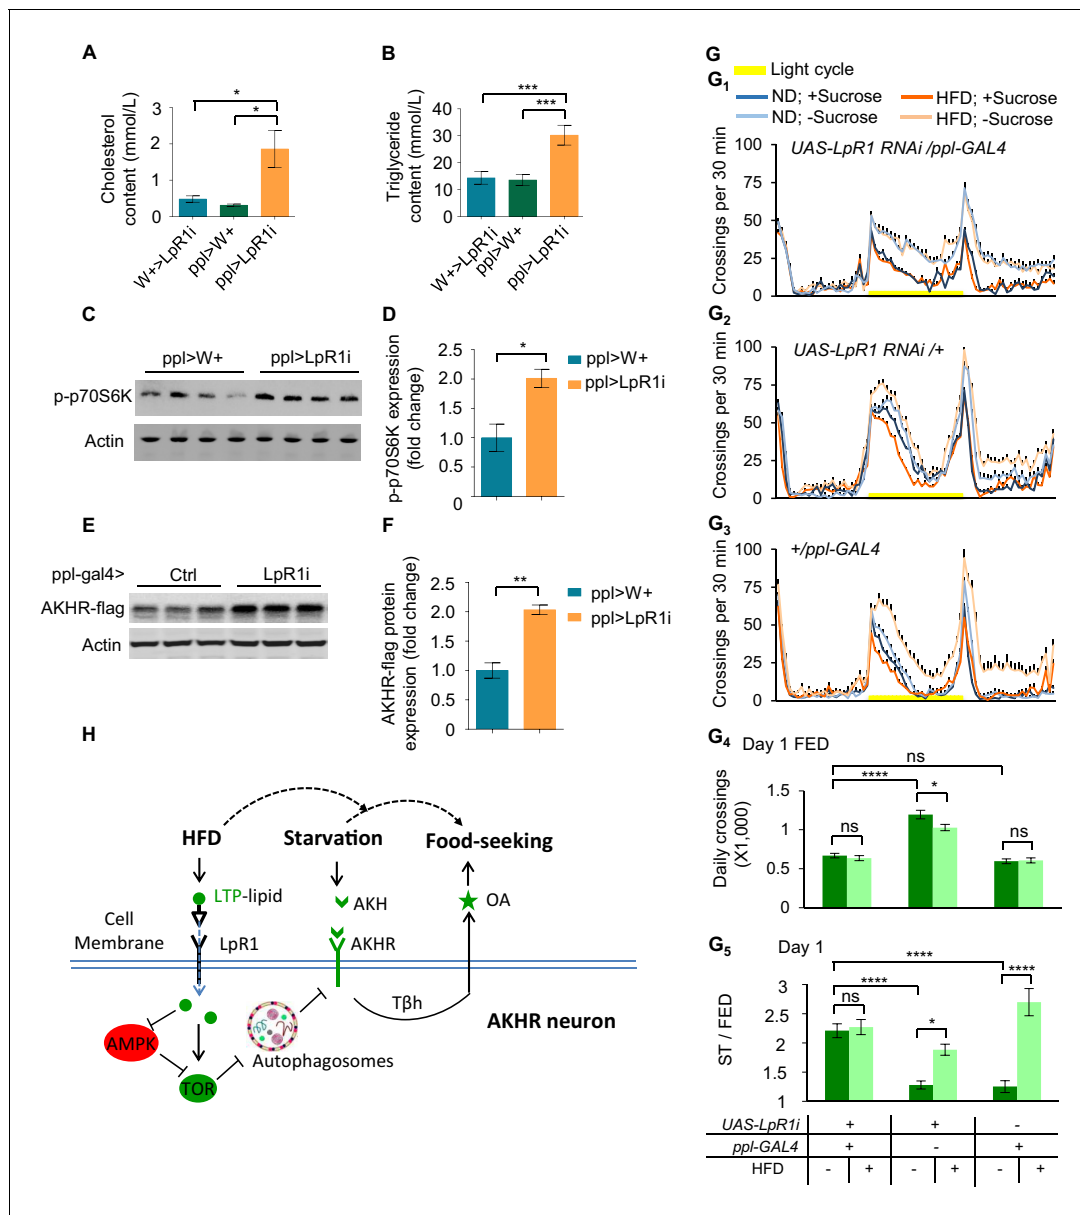 A
Cholesterol
content (mmol/L)
3
2
1
0
*
*
W+>LpR1i
ppl>W+
ppl>LpR1i
B
Triglyceride
content (mmol/L)
40
30
20
10
0
***
***
W+>LpR1i
ppl>W+
ppl>LpR1i
C
ppl>W+ ppl>LpR1i
p-p70S6K
Actin
D
p-p70S6K expression
(fold change)
2.5
2.0
1.5
1.0
0.5
0
*
ppl>W+
ppl>LpR1i
E
ppl-gal4> Ctrl LpR1i
AKHR-flag
Actin
F
AKHR-flag protein
expression (fold change)
2.5
2.0
1.5
1.0
0.5
0
**
ppl>W+
ppl>LpR1i
G
Light cycle
G1
ND; +Sucrose HFD; +Sucrose
ND; -Sucrose HFD; -Sucrose
UAS-LpR1 RNAi /ppl-GAL4
Crossings per 30 min
100
75
50
25
0
G2
UAS-LpR1 RNAi /+
Crossings per 30 min
100
75
50
25
0
G3
+/ppl-GAL4
Crossings per 30 min
100
75
50
25
0
G4 Day 1 FED
Daily crossings
(X1,000)
1.5
1
0.5
0
ns
****
*
ns
ns
G5 Day 1
ST / FED
3
2.5
2
1.5
1
****
****
****
ns
*
UAS-LpR1i + + -
ppl-GAL4 + - +
HFD - + - + - +
H
HFD Starvation Food-seeking
LTP-lipid
AKH
OA
Cell
Membrane
LpR1
AKHR
Tβh
AKHR neuron
AMPK
TOR
Autophagosomes